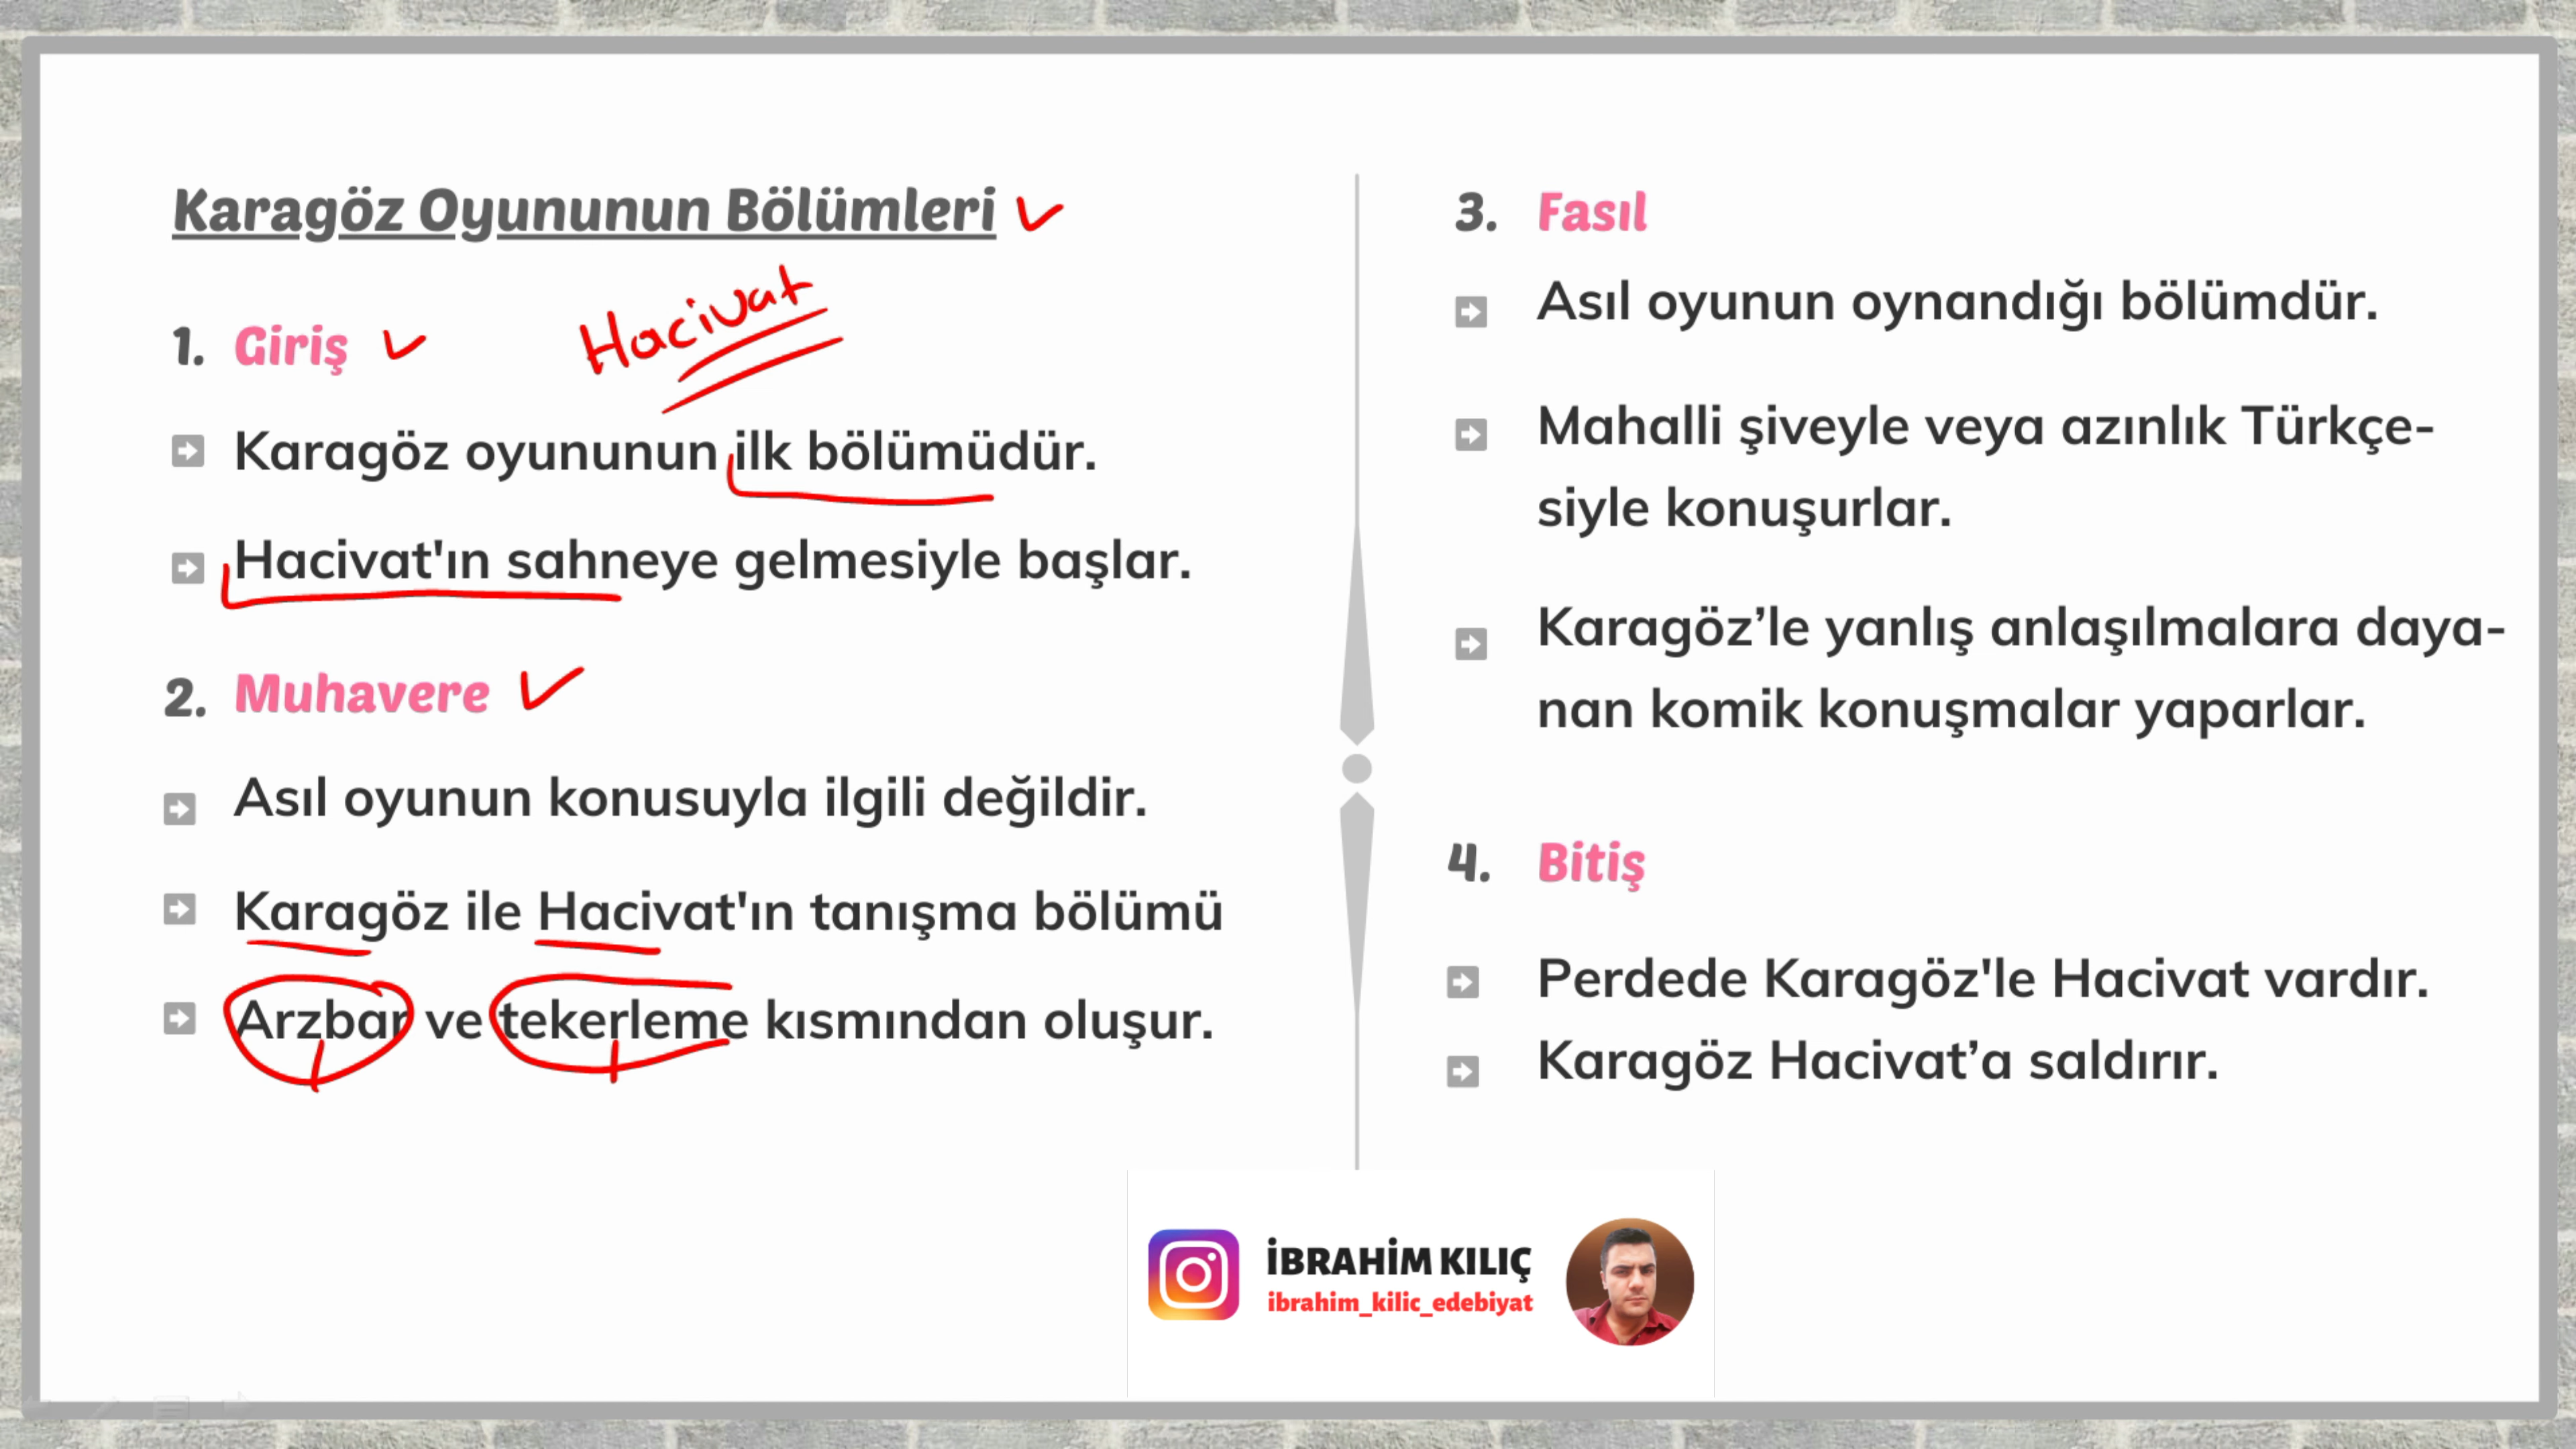 Karagöz Oyununun Bölümleri
1. Giriş
Hacivat
Karagöz oyununun ilk bölümüdür.
Hacivat'ın sahneye gelmesiyle başlar.
2. Muhavere
Asıl oyunun konusuyla ilgili değildir.
Karagöz ile Hacivat'ın tanışma bölümü
Arzbar ve tekerleme kısmından oluşur.
3. Fasıl
Asıl oyunun oynandığı bölümdür.
Mahalli şiveyle veya azınlık Türkçe-
siyle konuşurlar.
Karagöz’le yanlış anlaşılmalara daya-
nan komik konuşmalar yaparlar.
4. Bitiş
Perdede Karagöz'le Hacivat vardır.
Karagöz Hacivat’a saldırır.
İBRAHİM KILIÇ
ibrahim_kilic_edebiyat